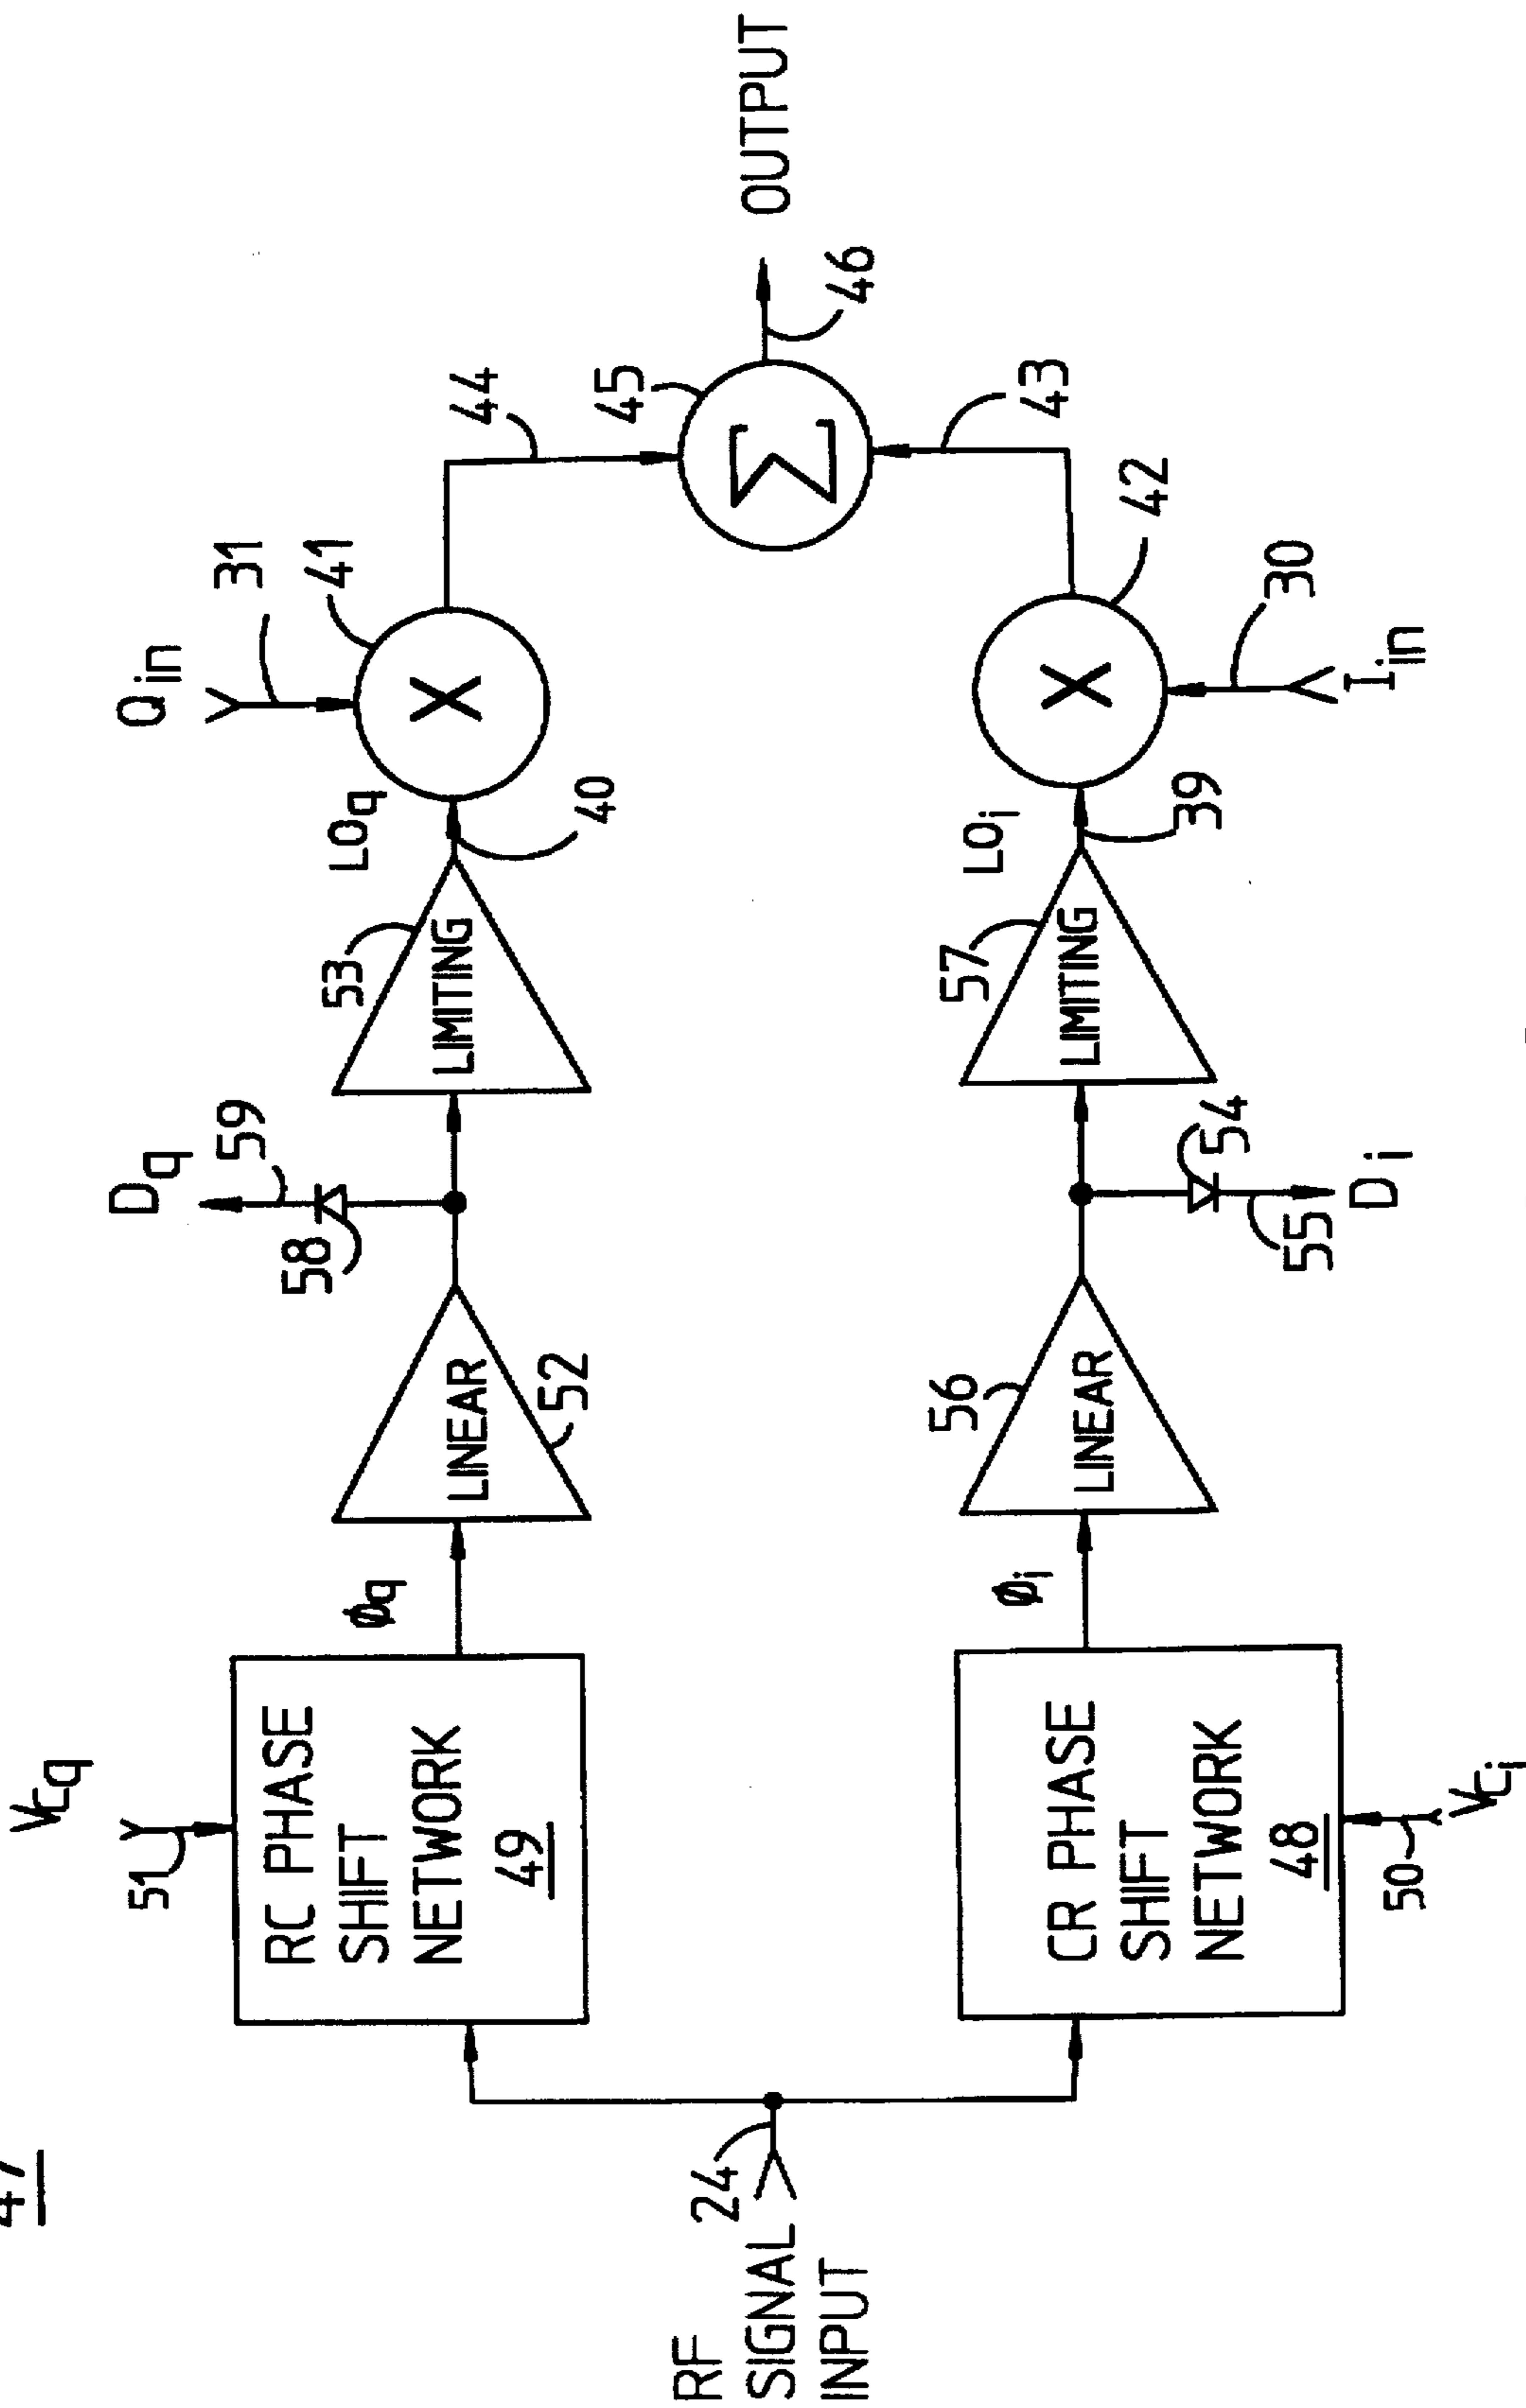 47
RF
SIGNAL
INPUT
24
51
Vcq
RC PHASE
SHIFT
NETWORK
49
Øq
LINEAR
52
Dq
59
58
LIMITING
53
LOq
40
Qin
31
41
44
45
Σ
X
46
OUTPUT
CR PHASE
SHIFT
NETWORK
48
50
Vci
Øi
LINEAR
56
54
55
Di
LIMITING
57
LOi
39
X
42
30
Iin
43